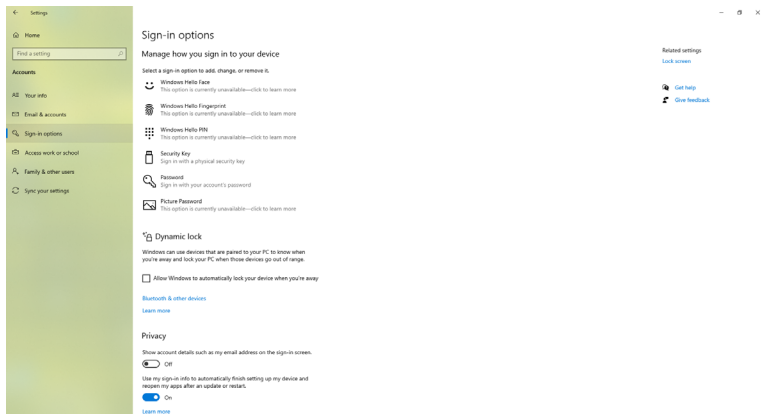 Settings
Home
Find a setting
Accounts
Your info
Email & accounts
Sign-in options
Access work or school
Family & other users
Sync your settings
Sign-in options
Manage how you sign in to your device
Select a sign-in option to add, change, or remove it.
Windows Hello Face
This option is currently unavailable—click to learn more
Windows Hello Fingerprint
This option is currently unavailable—click to learn more
Windows Hello PIN
This option is currently unavailable—click to learn more
Security Key
Sign in with a physical security key
Password
Sign in with your account's password
Picture Password
This option is currently unavailable—click to learn more
Dynamic lock
Windows can use devices that are paired to your PC to know when
you're away and lock your PC when those devices go out of range.
Allow Windows to automatically lock your device when you're away
Bluetooth & other devices
Learn more
Privacy
Show account details such as my email address on the sign-in screen.
Off
Use my sign-in info to automatically finish setting up my device and
reopen my apps after an update or restart.
On
Learn more
Related settings
Lock screen
Get help
Give feedback